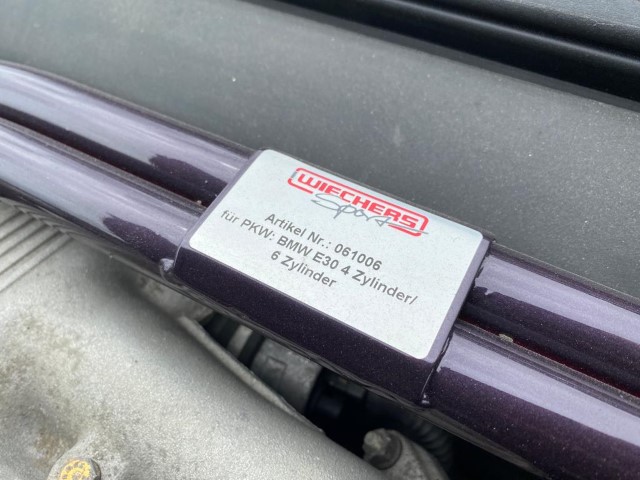 WIECHERS
Sport
Artikel Nr.: 061006
für PKW: BMW E30 4 Zylinder/
6 Zylinder